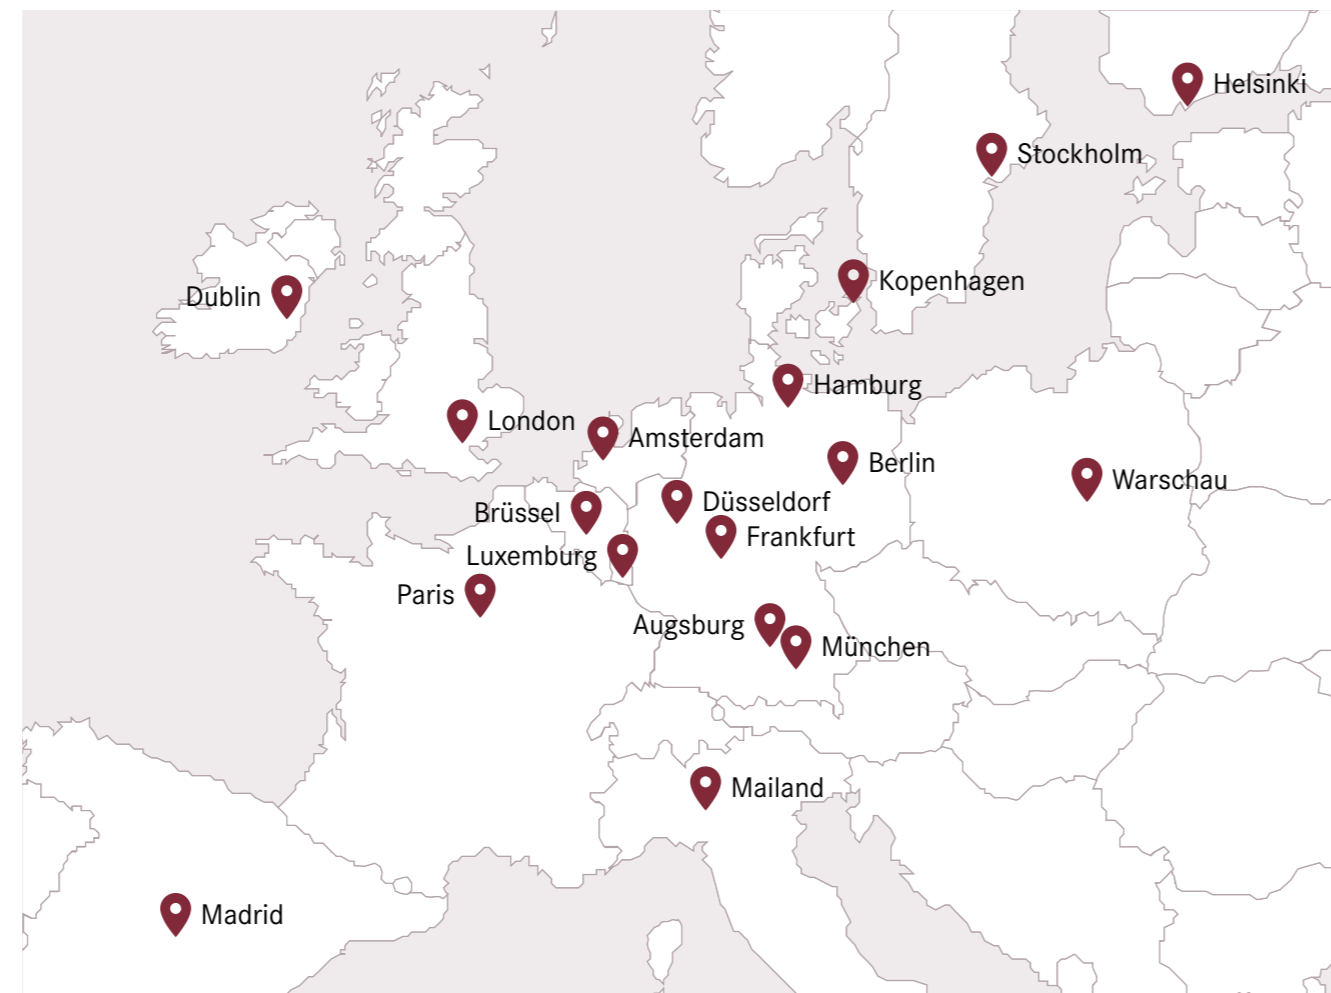 Helsinki
Stockholm
Kopenhagen
Dublin
Hamburg
London
Amsterdam
Berlin
Warschau
Düsseldorf
Brüssel
Frankfurt
Luxemburg
Paris
Augsburg
München
Mailand
Madrid